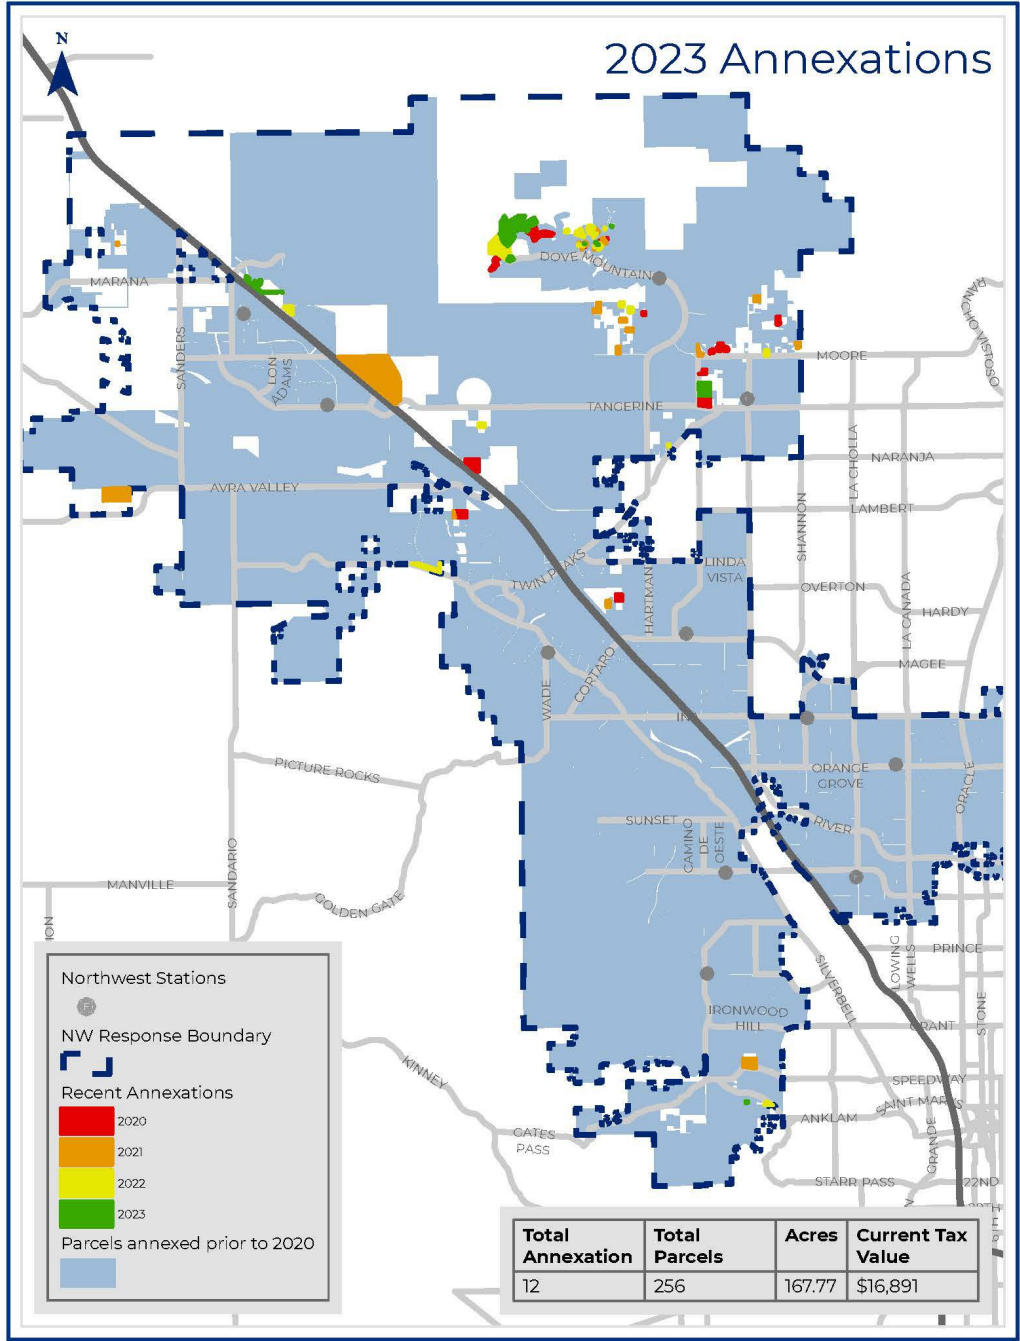 2023 Annexations
N
DOVE MOUNTAIN
MARANA
RANCHO VISTOSO
SANDERS
LON
ADAMS
MOORE
TANGERINE
LA CHOLLA
NARANJA
AVRA VALLEY
LAMBERT
SHANNON
TWIN PEAKS
LINDA
VISTA
HARTMAN
OVERTON
LA CANADA
HARDY
MAGEE
CORTARO
WADE
INA
PICTURE ROCKS
ORANGE
GROVE
ORACLE
SUNSET
CAMINO
DE
OESTE
RIVER
MANVILLE
SANDARIO
GOLDEN GATE
LOWING
WELLS
PRINCE
SILVERBELL
STONE
IRONWOOD
HILL
GRANT
KINNEY
SPEEDWAY
SAINT MARYS
ANKLAM
GATES
PASS
GRANDE
STARR PASS
22ND
Northwest Stations
F
NW Response Boundary
Recent Annexations
2020
2021
2022
2023
Parcels annexed prior to 2020
Total Annexation Total Parcels Acres Current Tax Value
12 256 167.77 $16,891